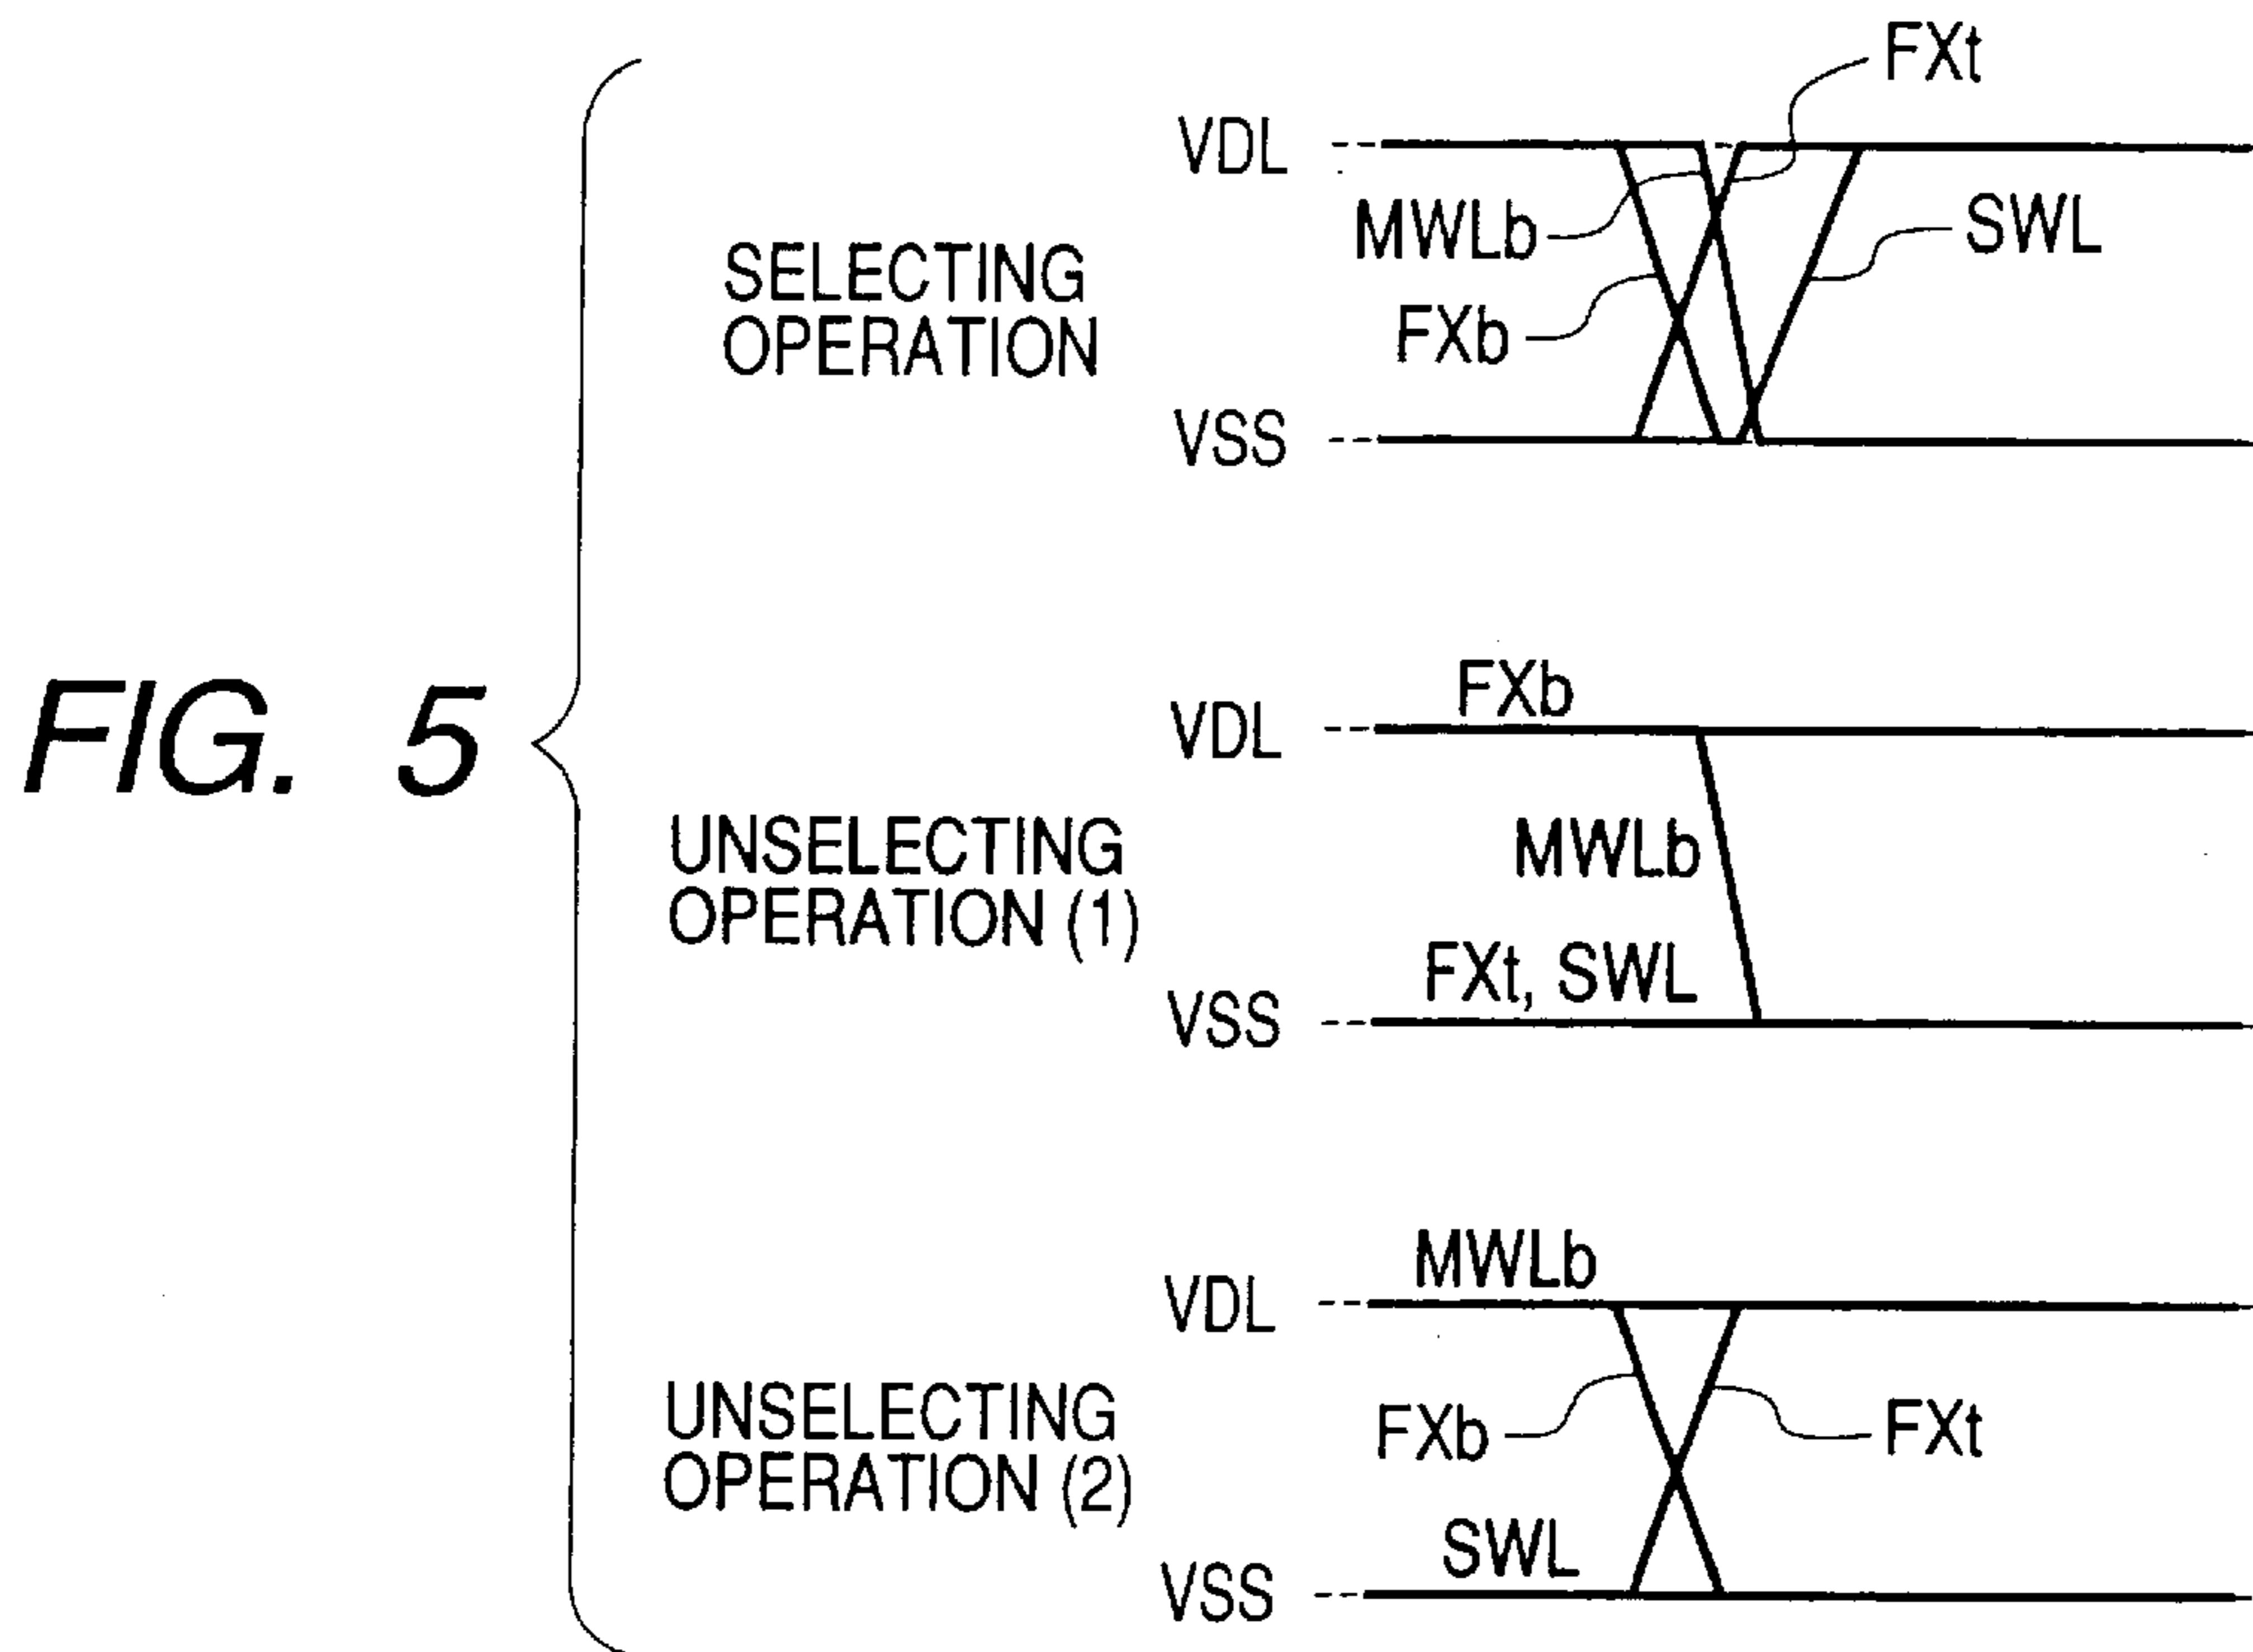 FIG. 5
SELECTING
OPERATION
VDL
VSS
FXt
MWLb
SWL
FXb
UNSELECTING
OPERATION (1)
VDL
VSS
FXb
MWLb
FXt, SWL
UNSELECTING
OPERATION (2)
VDL
VSS
MWLb
FXb
FXt
SWL